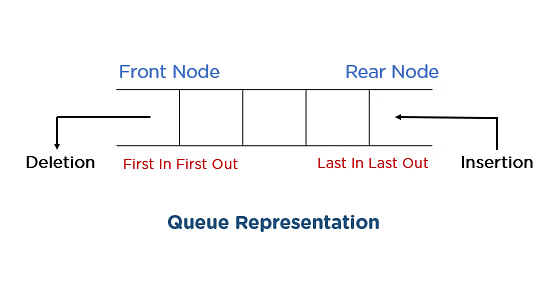 Front Node Rear Node
Deletion First In First Out Last In Last Out Insertion
Queue Representation